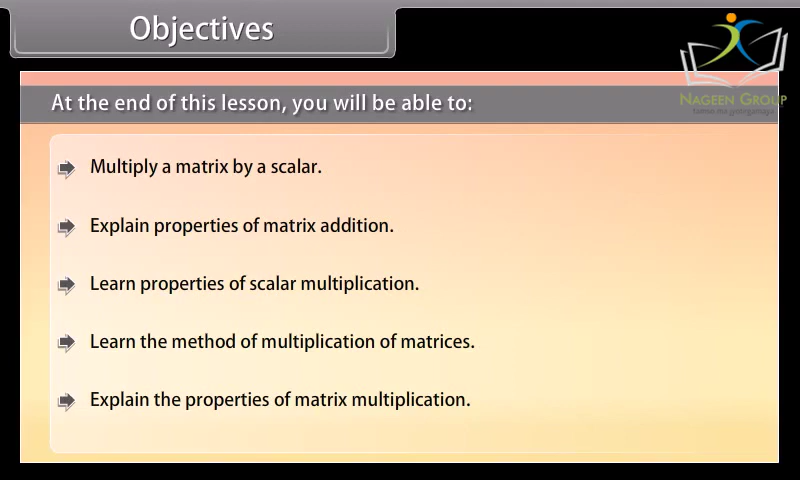 Objectives
NAGEEN GROUP
At the end of this lesson, you will be able to:
Multiply a matrix by a scalar.
Explain properties of matrix addition.
Learn properties of scalar multiplication.
Learn the method of multiplication of matrices.
Explain the properties of matrix multiplication.